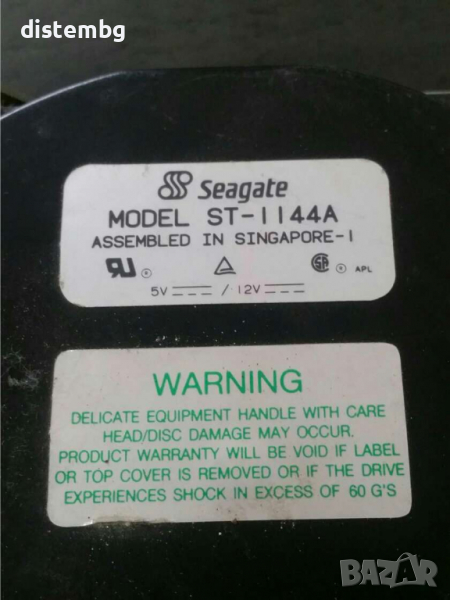 distembg
Seagate
MODEL ST-1144A
ASSEMBLED IN SINGAPORE-1
APL
5V / 12V
WARNING
DELICATE EQUIPMENT HANDLE WITH CARE
HEAD/DISC DAMAGE MAY OCCUR.
PRODUCT WARRANTY WILL BE VOID IF LABEL
OR TOP COVER IS REMOVED OR IF THE DRIVE
EXPERIENCES SHOCK IN EXCESS OF 60 G'S
BAZAR